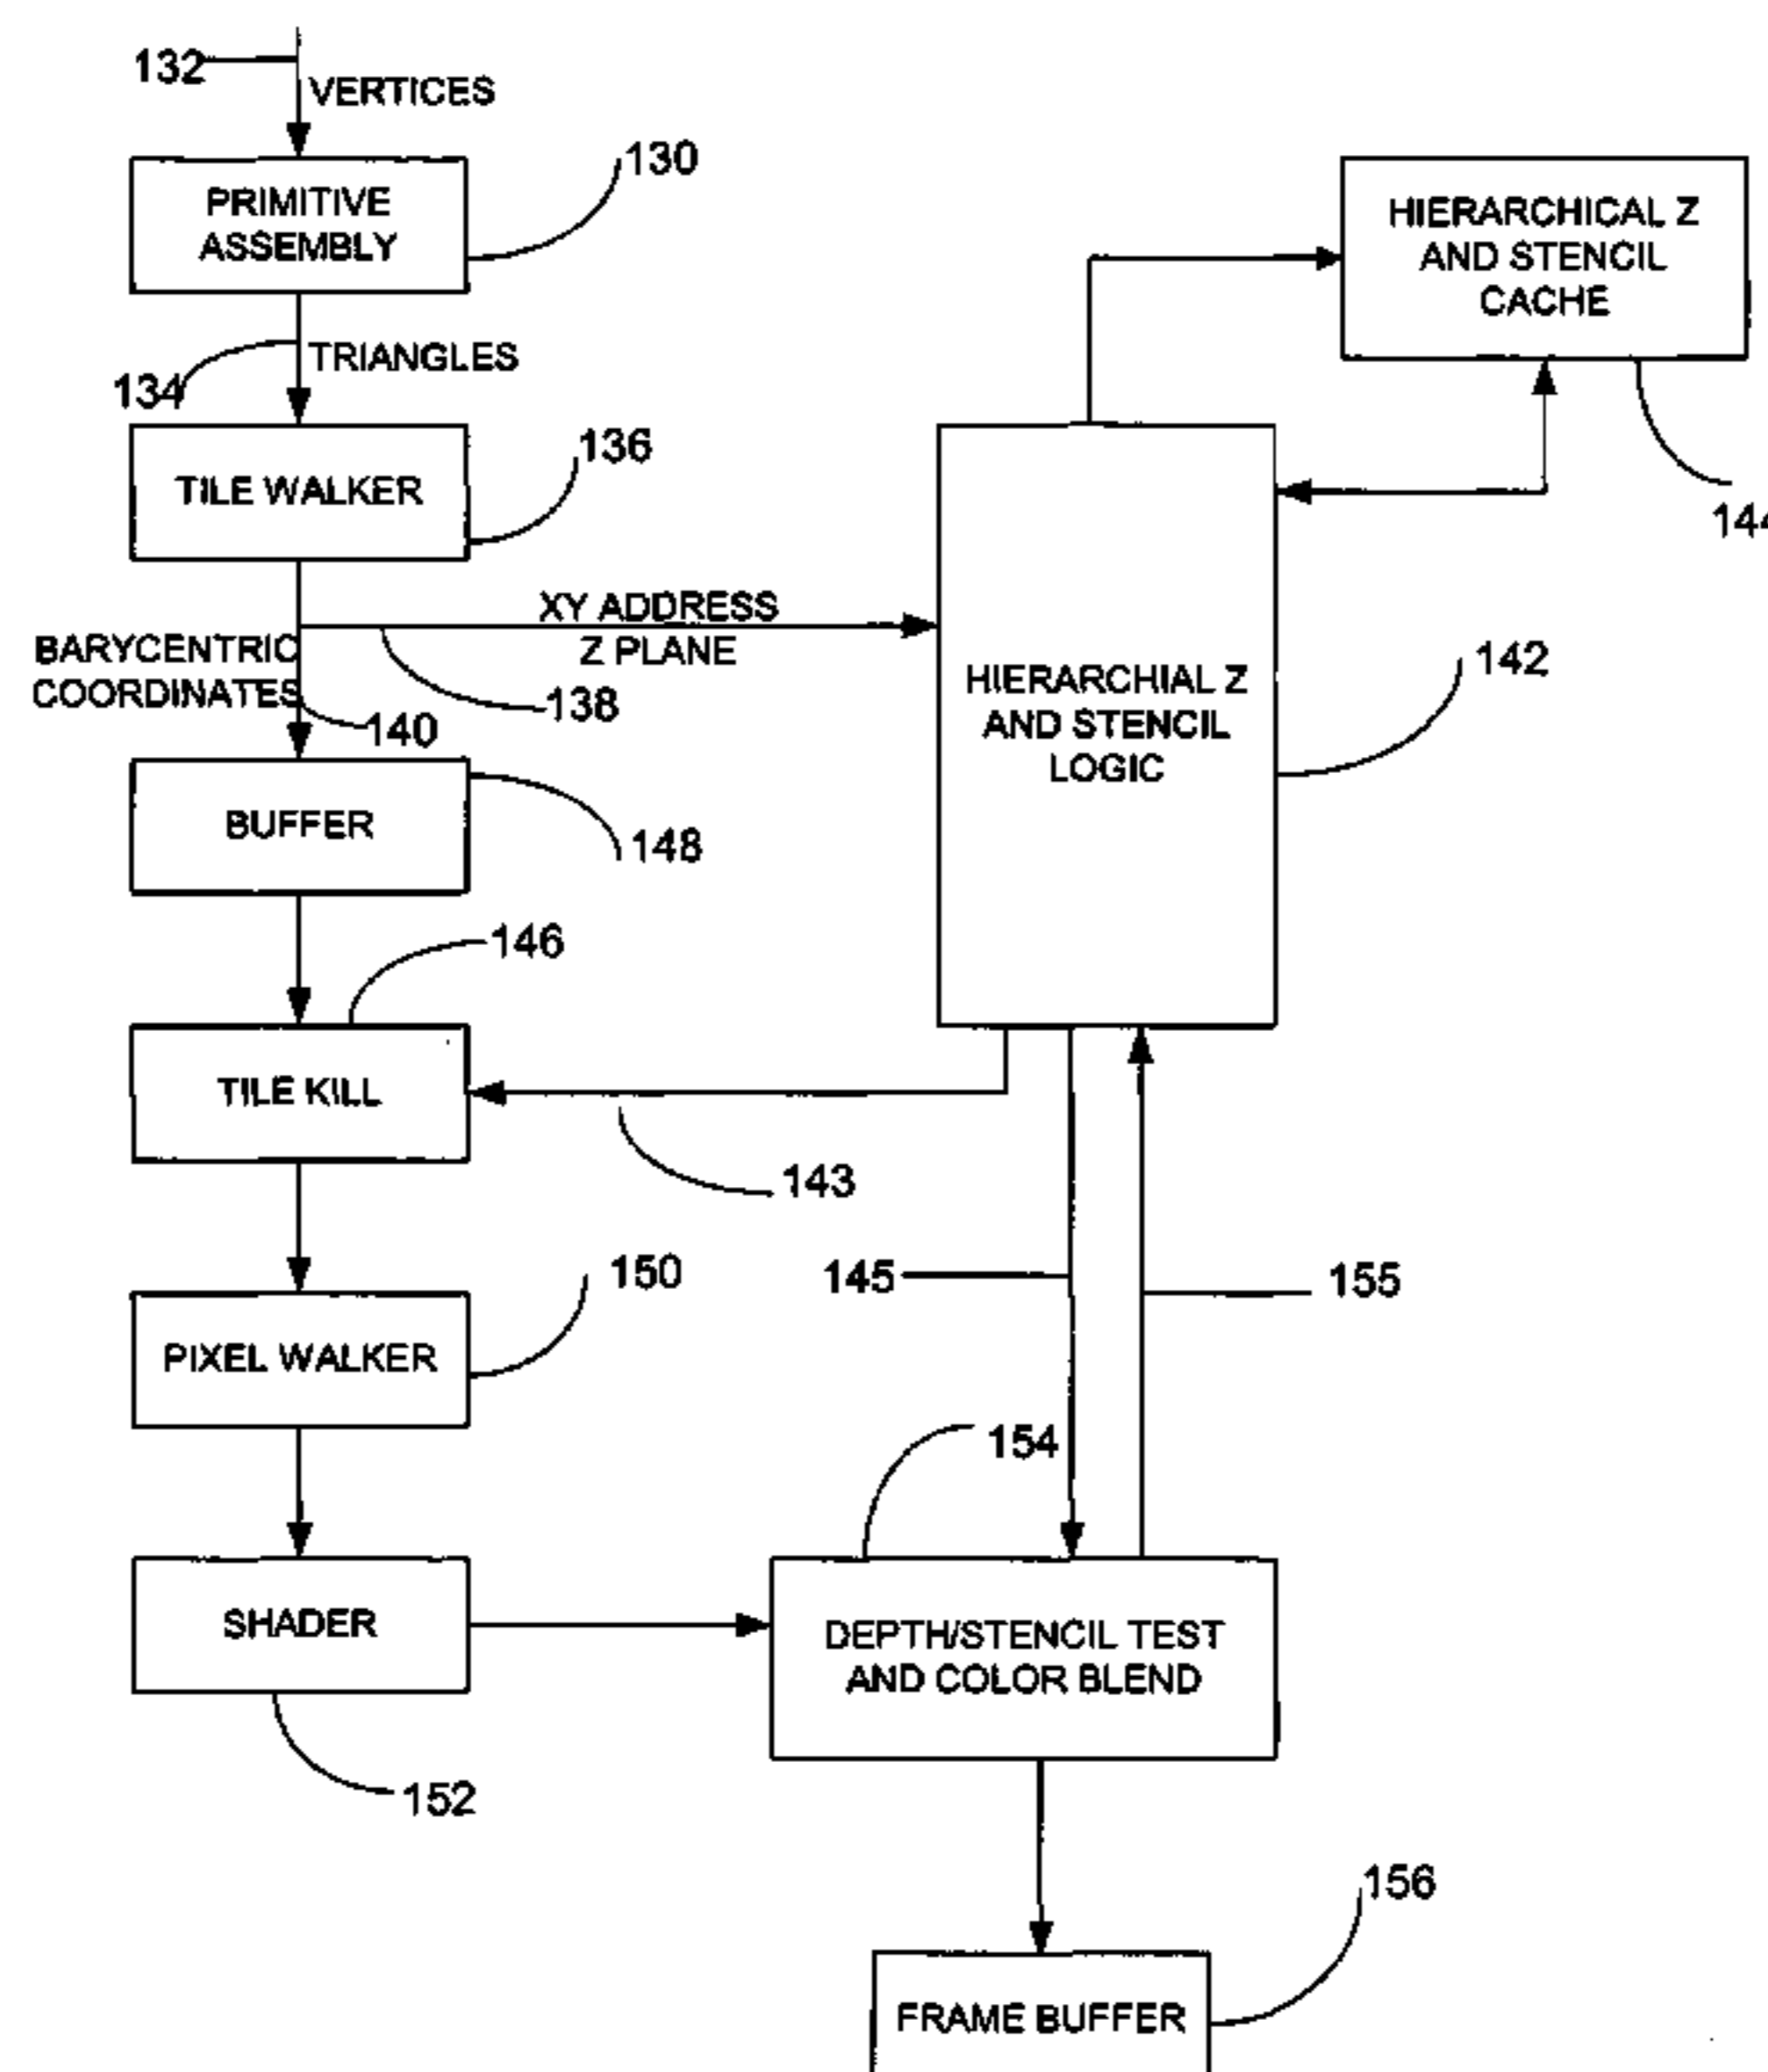 132
VERTICES
PRIMITIVE
ASSEMBLY
130
HIERARCHICAL Z
AND STENCIL
CACHE
134
TRIANGLES
TILE WALKER
136
144
XY ADDRESS
Z PLANE
138
BARYCENTRIC
COORDINATES
140
HIERARCHIAL Z
AND STENCIL
LOGIC
142
BUFFER
148
146
TILE KILL
143
150
145
155
PIXEL WALKER
154
SHADER
DEPTH/STENCIL TEST
AND COLOR BLEND
152
156
FRAME BUFFER